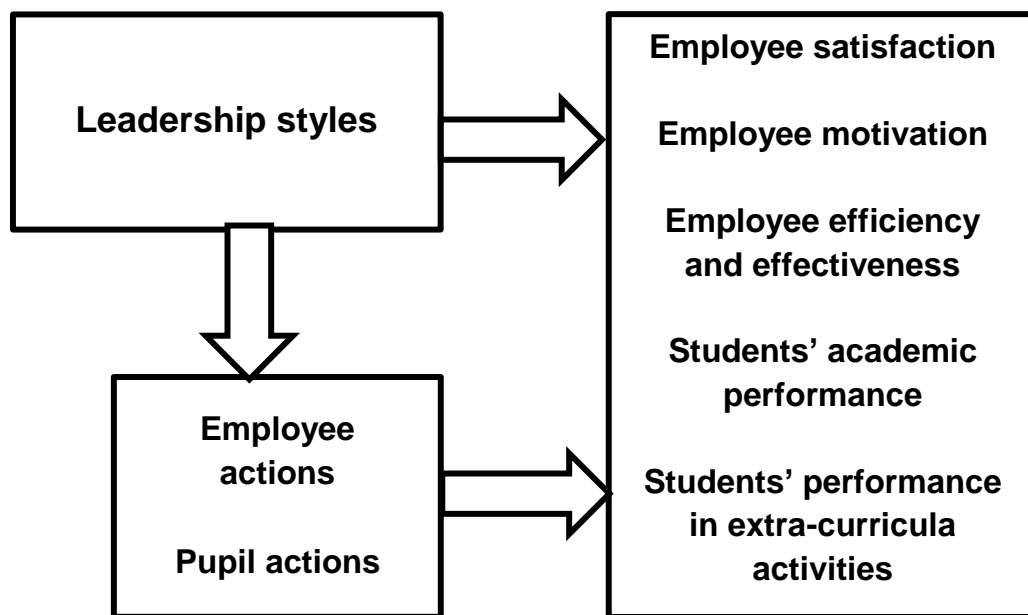 Leadership styles
Employee
actions
Pupil actions
Employee satisfaction
Employee motivation
Employee efficiency
and effectiveness
Students’ academic
performance
Students’ performance
in extra-curricula
activities